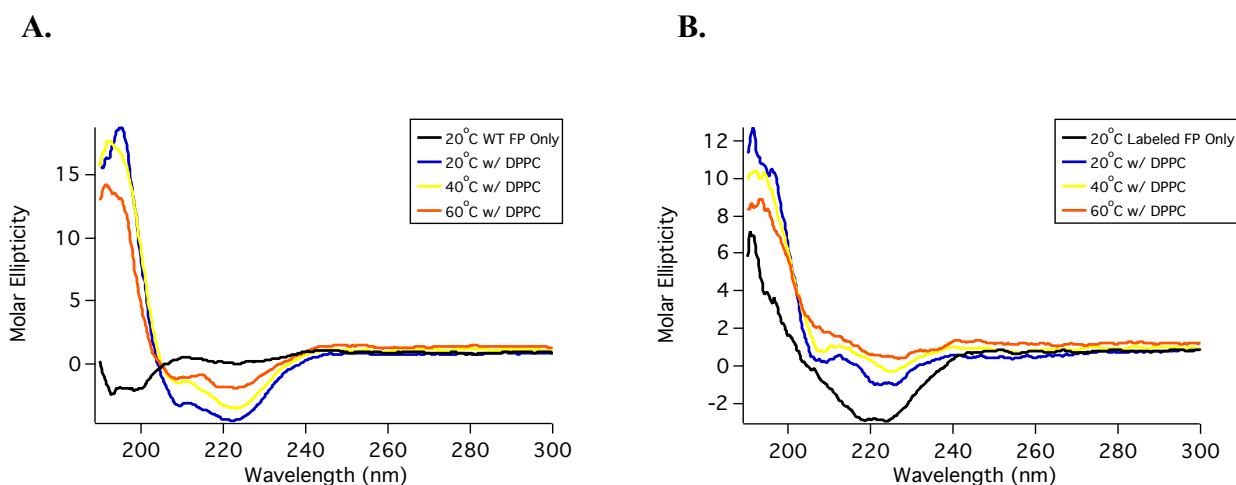 A.
B.
20°C WT FP Only
20°C w/ DPPC
40°C w/ DPPC
60°C w/ DPPC
Molar Ellipticity
15
10
5
0
200
220
240
260
280
300
Wavelength (nm)
20°C Labeled FP Only
20°C w/ DPPC
40°C w/ DPPC
60°C w/ DPPC
Molar Ellipticity
12
10
8
6
4
2
0
-2
200
220
240
260
280
300
Wavelength (nm)